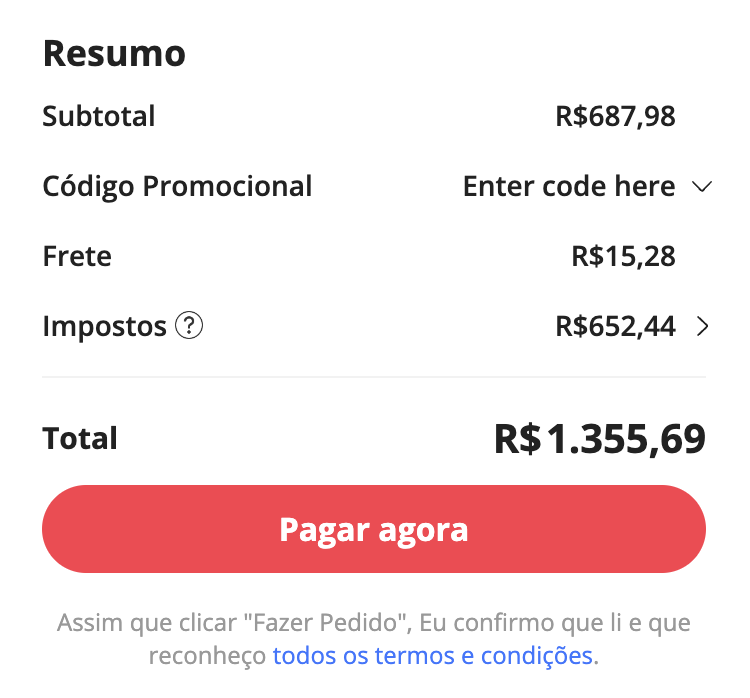 Resumo
Subtotal R$687,98
Código Promocional Enter code here
Frete R$15,28
Impostos ? R$652,44
Total R$1.355,69
Pagar agora
Assim que clicar "Fazer Pedido", Eu confirmo que li e que
reconheço todos os termos e condições.